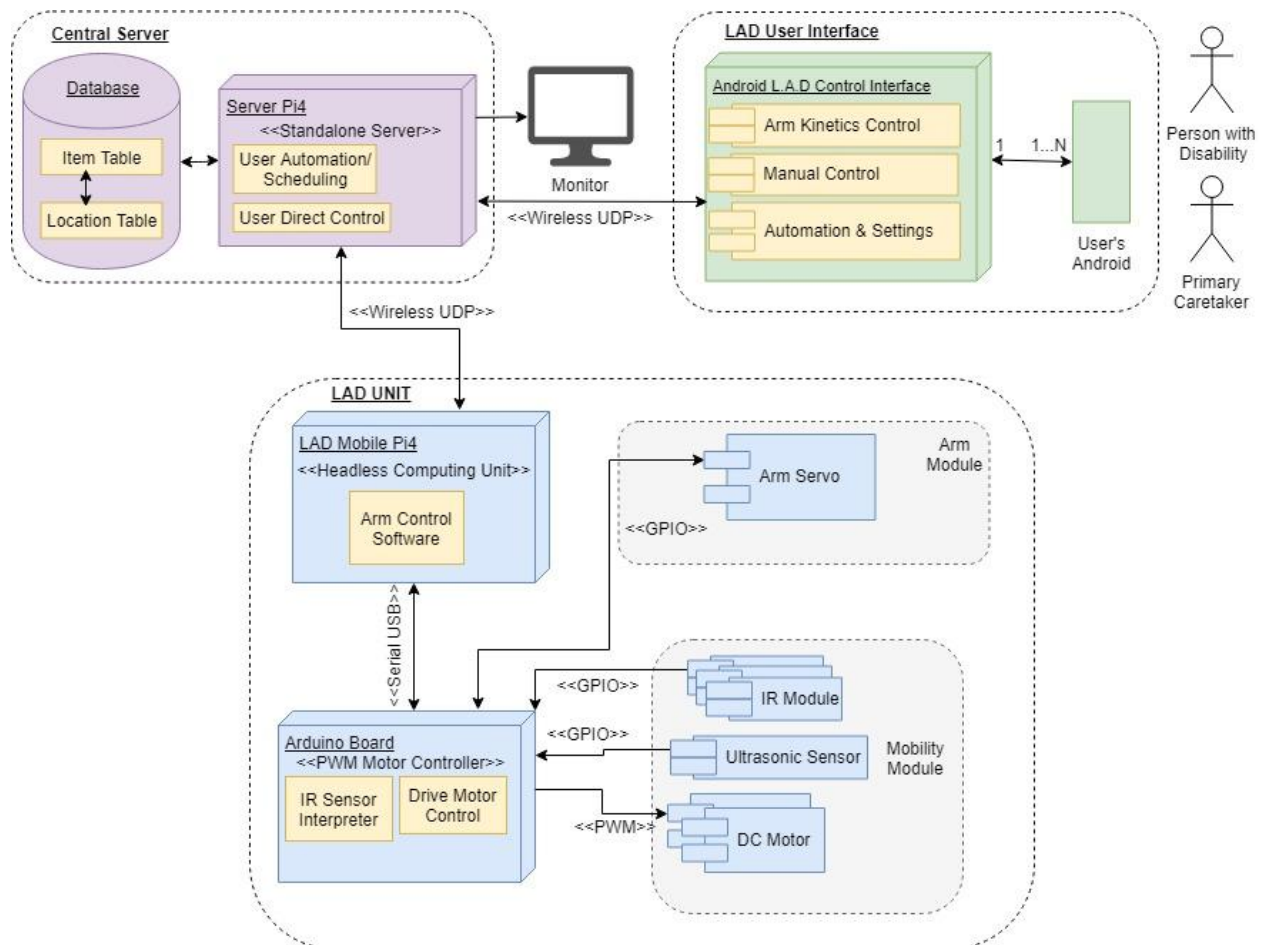 Central Server
Database
Item Table
Location Table
Server Pi4
<<Standalone Server>>
User Automation/
Scheduling
User Direct Control
Monitor
<<Wireless UDP>>
LAD User Interface
Android L.A.D Control Interface
Arm Kinetics Control
Manual Control
Automation & Settings
1
1...N
User's
Android
Person with
Disability
Primary
Caretaker
<<Wireless UDP>>
LAD UNIT
LAD Mobile Pi4
<<Headless Computing Unit>>
Arm Control
Software
<<Serial USB>>
Arm
Module
Arm Servo
<<GPIO>>
Arduino Board
<<PWM Motor Controller>>
IR Sensor
Interpreter
Drive Motor
Control
<<GPIO>>
<<GPIO>>
<<PWM>>
IR Module
Ultrasonic Sensor
Mobility
Module
DC Motor